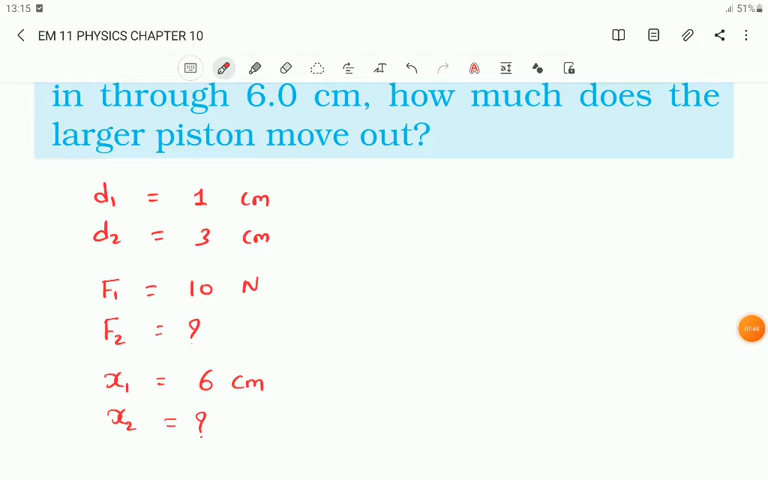 13:15 51%
EM 11 PHYSICS CHAPTER 10
in through 6.0 cm, how much does the
larger piston move out?
d₁ = 1 cm
d₂ = 3 cm
F₁ = 10 N
F₂ = ?
x₁ = 6 cm
x₂ = ?